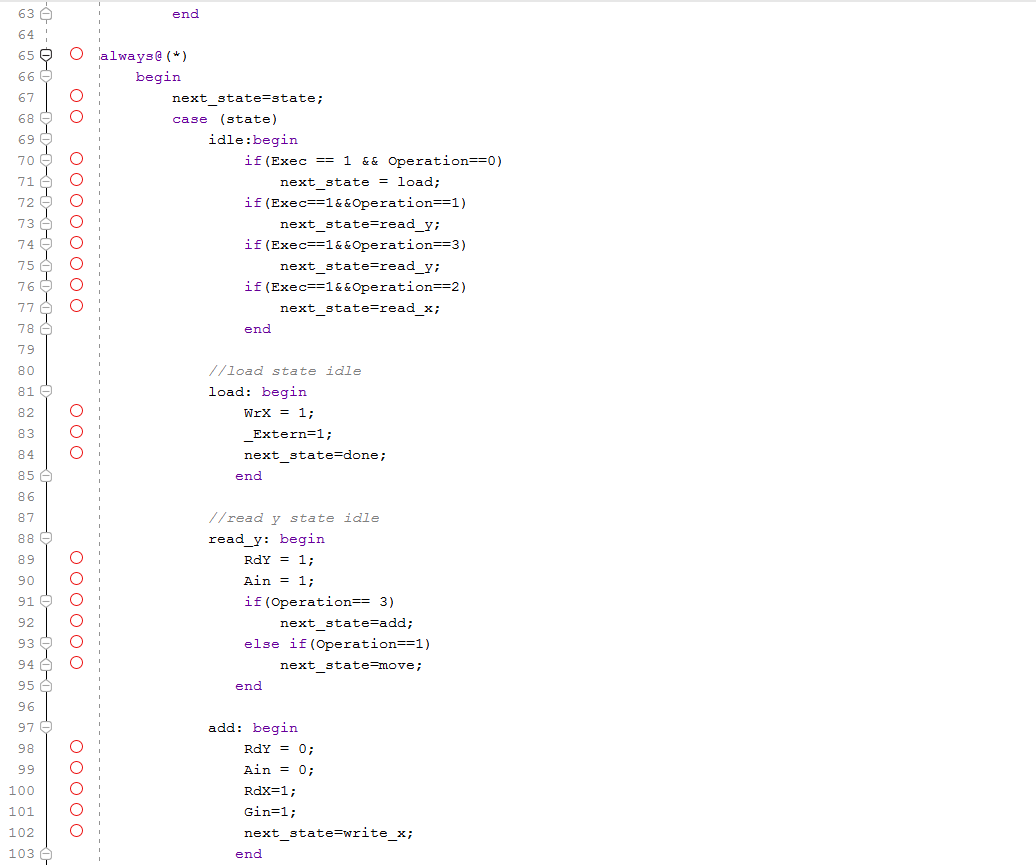 63 end
64
65 always@(*)
66 begin
67 next_state=state;
68 case (state)
69 idle:begin
70 if(Exec == 1 && Operation==0)
71 next_state = load;
72 if(Exec==1&&Operation==1)
73 next_state=read_y;
74 if(Exec==1&&Operation==3)
75 next_state=read_y;
76 if(Exec==1&&Operation==2)
77 next_state=read_x;
78 end
79
80 //load state idle
81 load: begin
82 WrX = 1;
83 _Extern=1;
84 next_state=done;
85 end
86
87 //read y state idle
88 read_y: begin
89 RdY = 1;
90 Ain = 1;
91 if(Operation== 3)
92 next_state=add;
93 else if(Operation==1)
94 next_state=move;
95 end
96
97 add: begin
98 RdY = 0;
99 Ain = 0;
100 RdX=1;
101 Gin=1;
102 next_state=write_x;
103 end